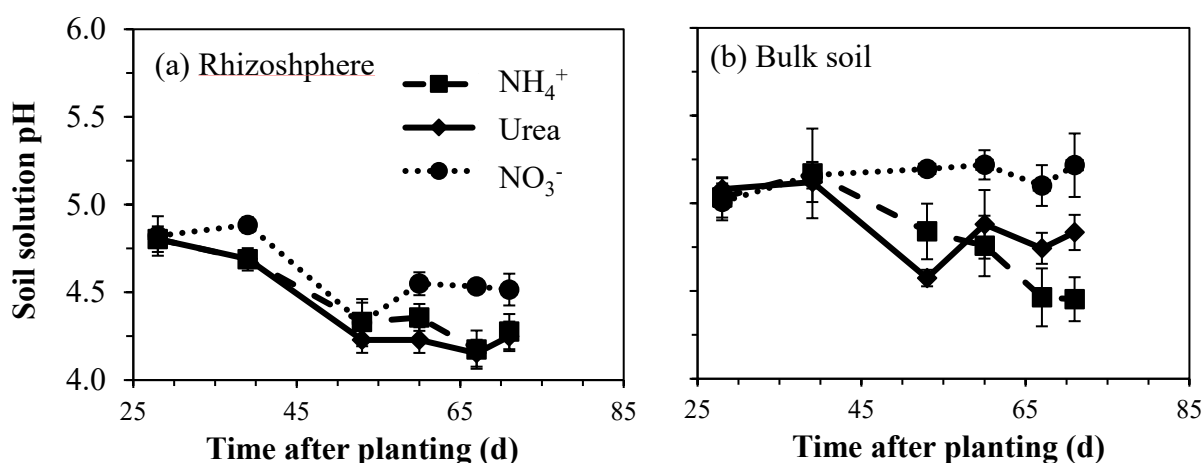 6.0
5.5
5.0
4.5
4.0
Soil solution pH
(a) Rhizoshphere
NH4+
Urea
NO3-
25 45 65 85
Time after planting (d)
(b) Bulk soil
25 45 65 85
Time after planting (d)